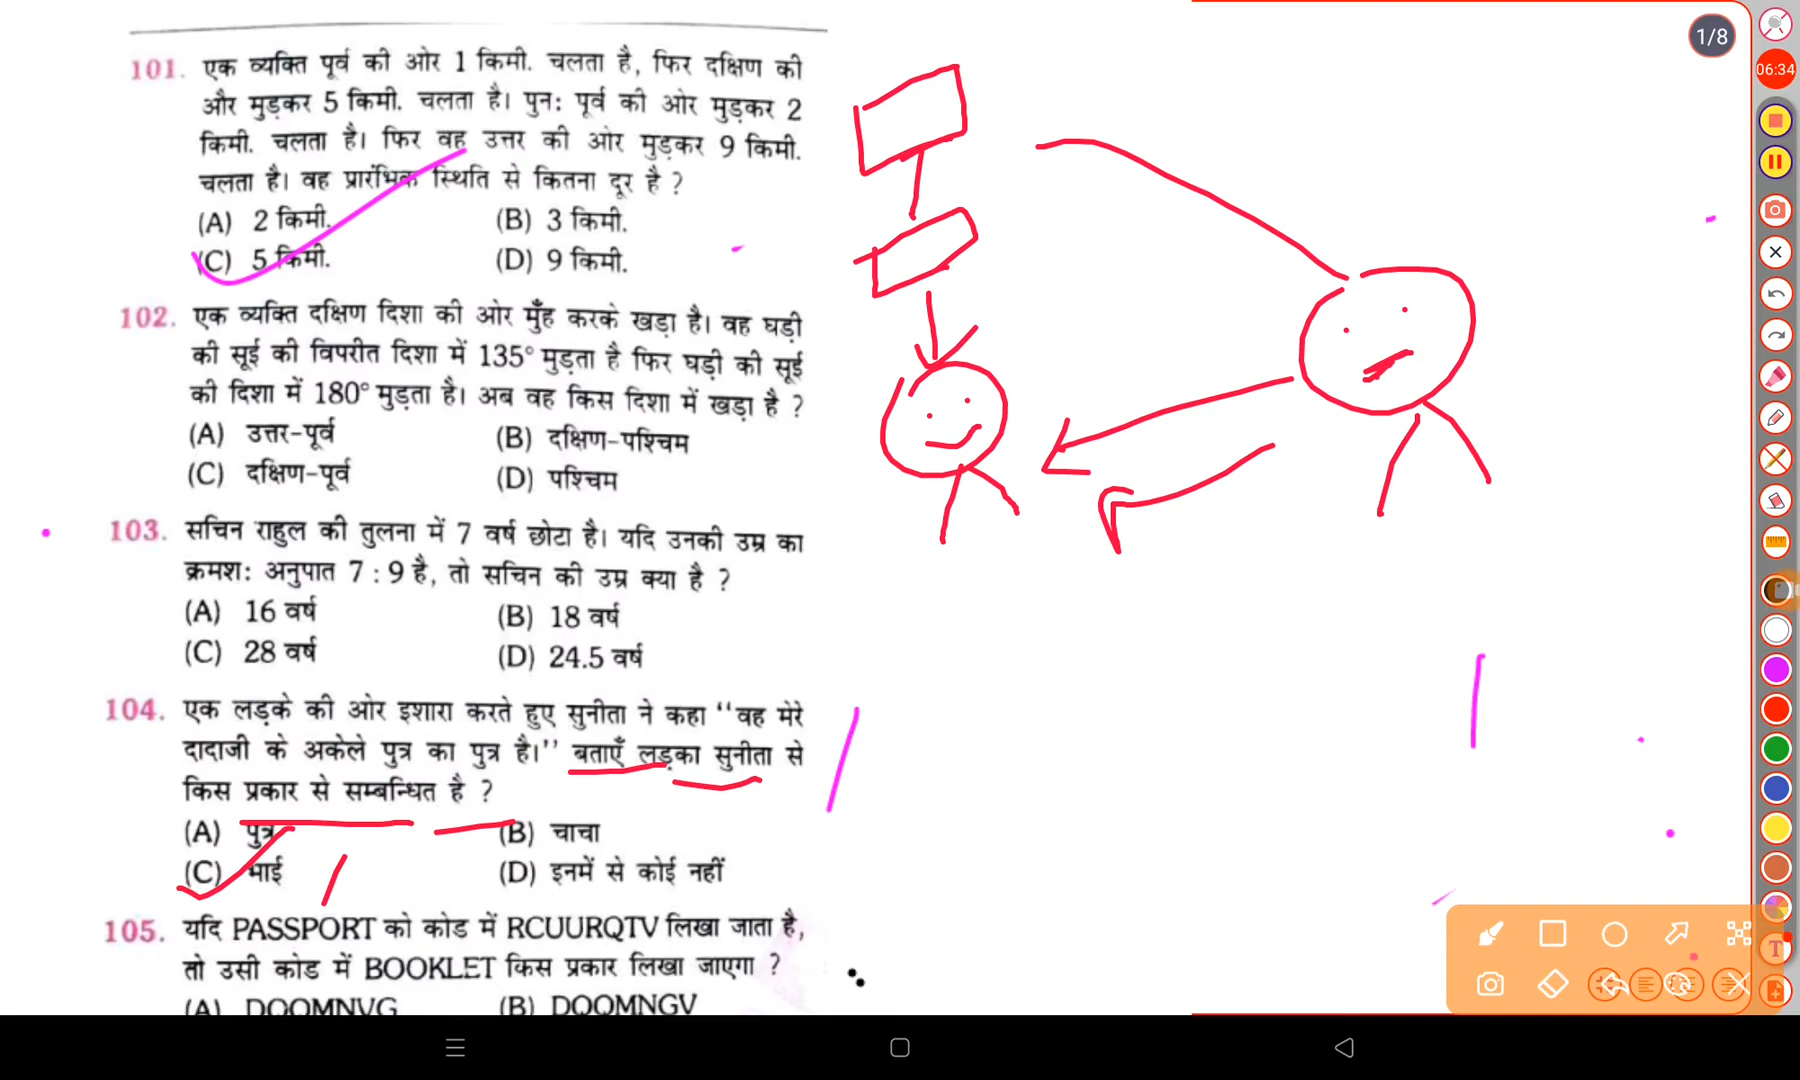 1/8
06:34
101. एक व्यक्ति पूर्व की ओर 1 किमी. चलता है, फिर दक्षिण की
और मुड़कर 5 किमी. चलता है। पुन: पूर्व की ओर मुड़कर 2
किमी. चलता है। फिर वह उत्तर की ओर मुड़कर 9 किमी.
चलता है। वह प्रारंभिक स्थिति से कितना दूर है ?
(A) 2 किमी. (B) 3 किमी.
(C) 5 किमी. (D) 9 किमी.
102. एक व्यक्ति दक्षिण दिशा की ओर मुँह करके खड़ा है। वह घड़ी
की सूई की विपरीत दिशा में 135° मुड़ता है फिर घड़ी की सूई
की दिशा में 180° मुड़ता है। अब वह किस दिशा में खड़ा है ?
(A) उत्तर-पूर्व (B) दक्षिण-पश्चिम
(C) दक्षिण-पूर्व (D) पश्चिम
103. सचिन राहुल की तुलना में 7 वर्ष छोटा है। यदि उनकी उम्र का
क्रमश: अनुपात 7 : 9 है, तो सचिन की उम्र क्या है ?
(A) 16 वर्ष (B) 18 वर्ष
(C) 28 वर्ष (D) 24.5 वर्ष
104. एक लड़के की ओर इशारा करते हुए सुनीता ने कहा "वह मेरे
दादाजी के अकेले पुत्र का पुत्र है।" बताएँ लड़का सुनीता से
किस प्रकार से सम्बन्धित है ?
(A) पुत्र (B) चाचा
(C) भाई (D) इनमें से कोई नहीं
105. यदि PASSPORT को कोड में RCUURQTV लिखा जाता है,
तो उसी कोड में BOOKLET किस प्रकार लिखा जाएगा ?
(A) DQQMNVG (B) DQQMNGV